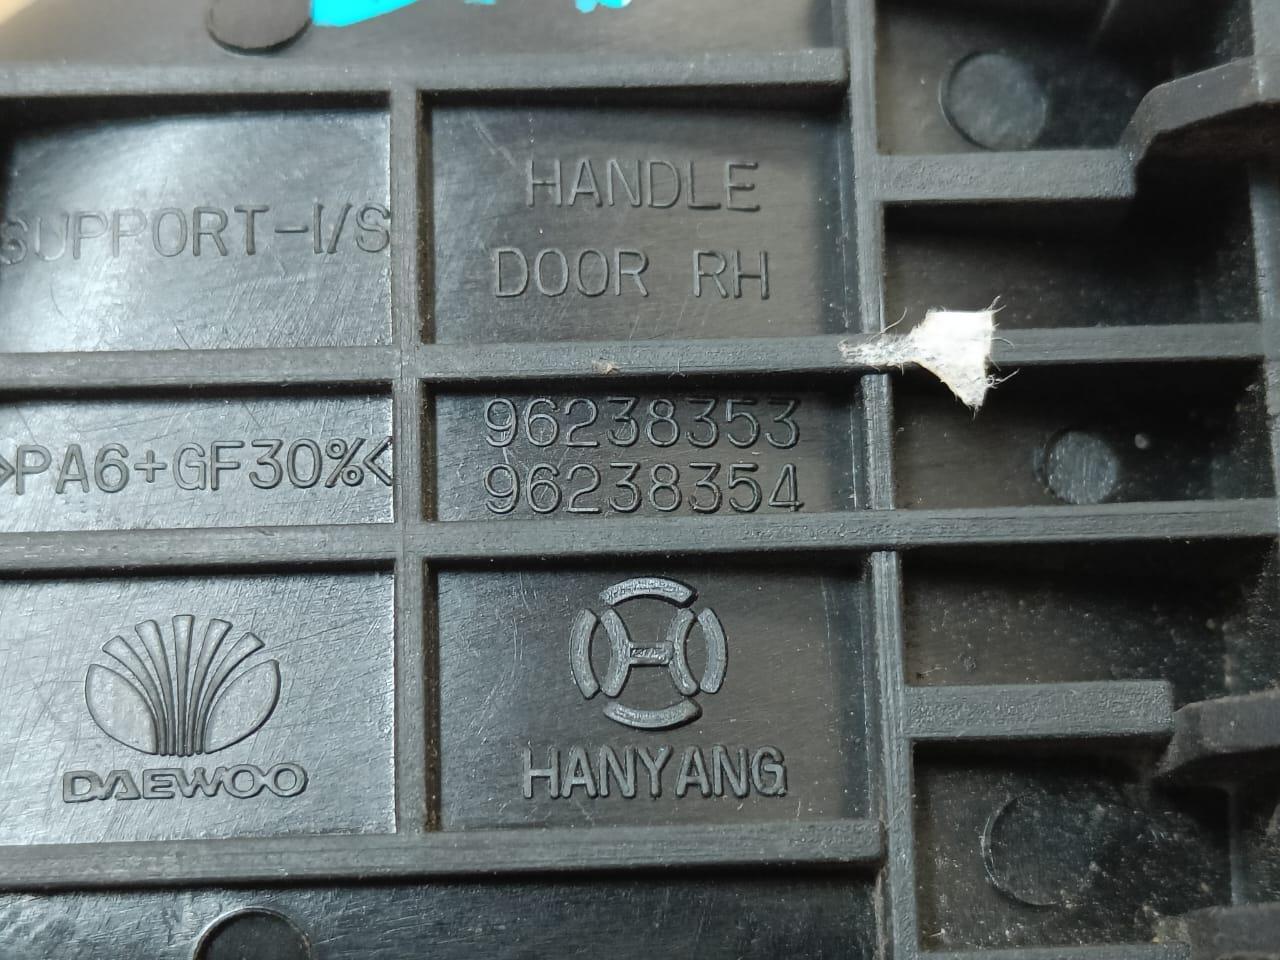 SUPPORT-I/S
HANDLE
DOOR RH
>PA6+GF30%<
96238353
96238354
DAEWOO
HANYANG